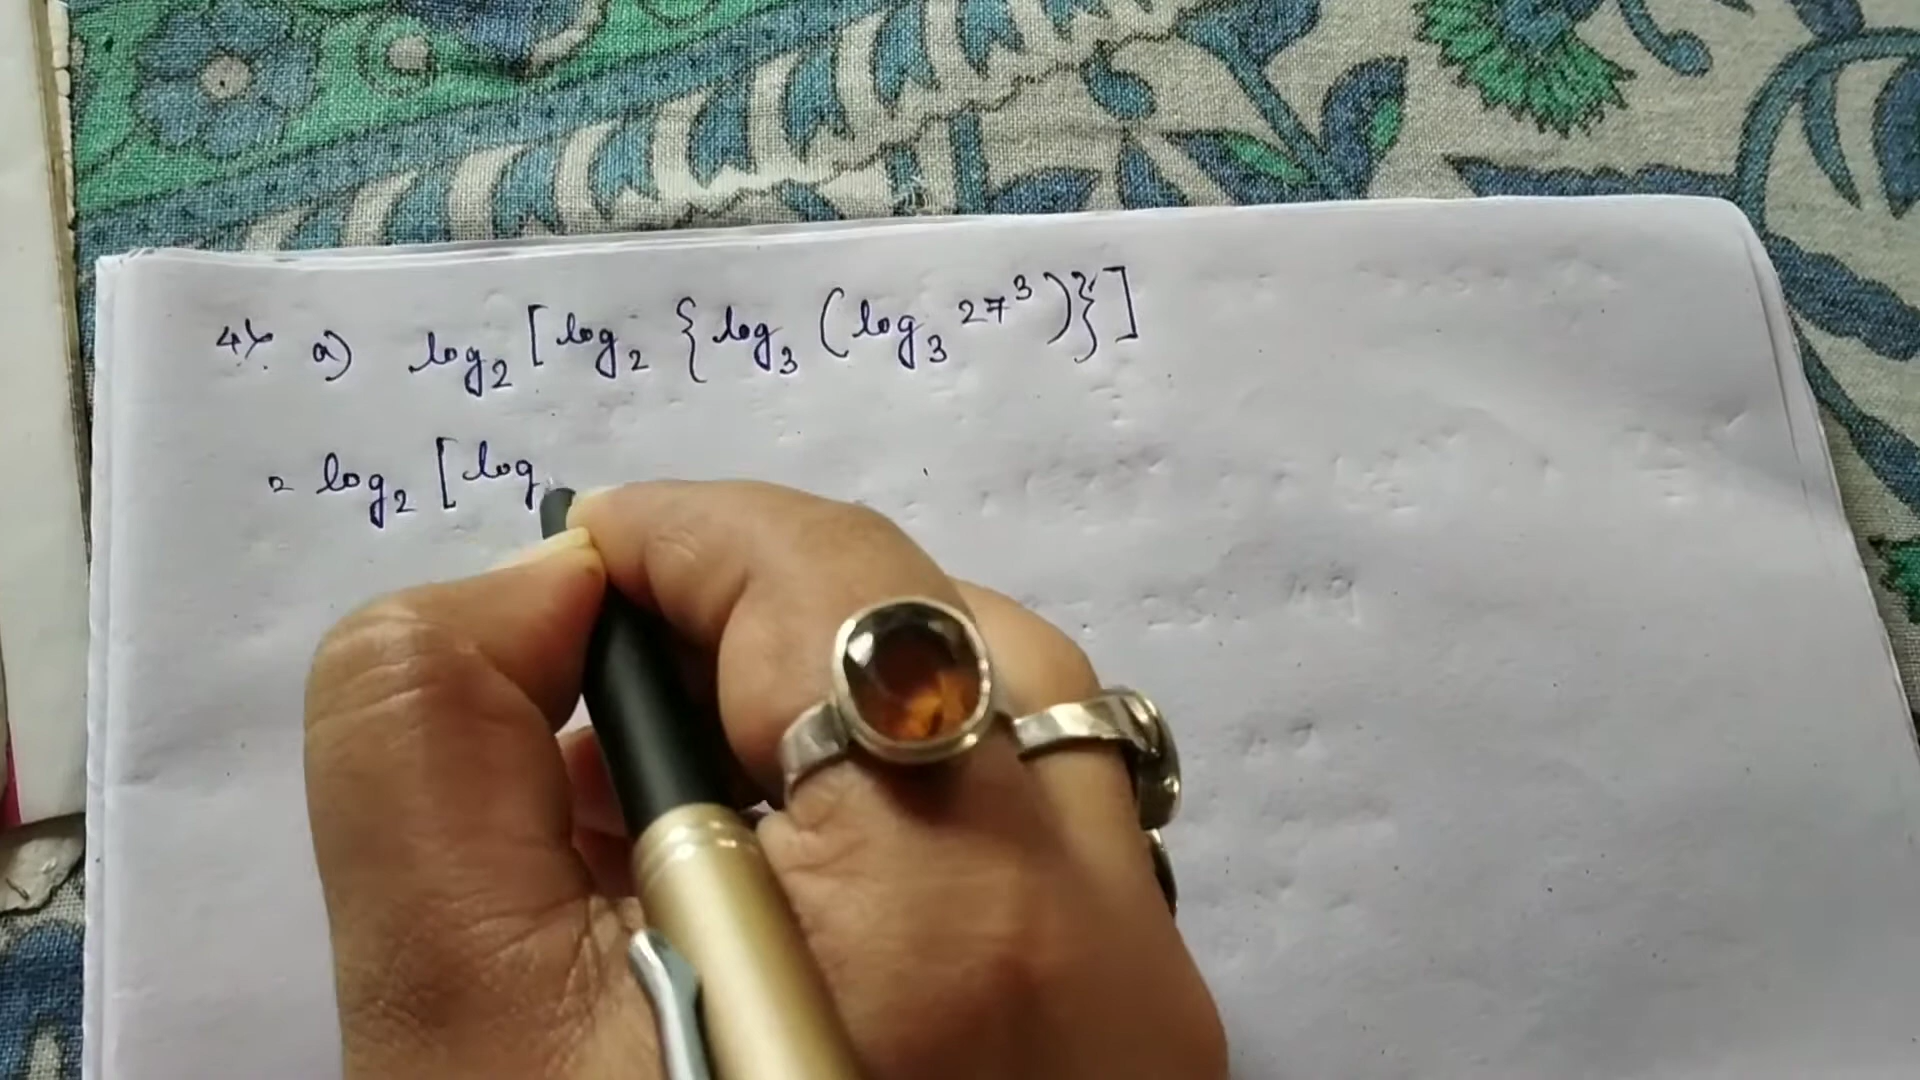 4) a) log₂ [log₂ {log₃ (log₃ 27³)}]
= log₂ [log